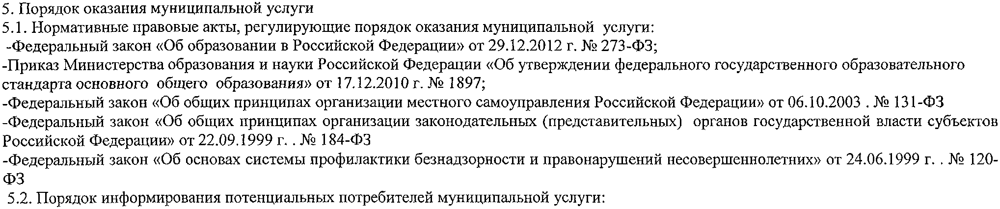 5. Порядок оказания муниципальной услуги
5.1. Нормативные правовые акты, регулирующие порядок оказания муниципальной услуги:
-Федеральный закон «Об образовании в Российской Федерации» от 29.12.2012 г. № 273-ФЗ;
-Приказ Министерства образования и науки Российской Федерации «Об утверждении федерального государственного образовательного
стандарта основного общего образования» от 17.12.2010 г. № 1897;
-Федеральный закон «Об общих принципах организации местного самоуправления Российской Федерации» от 06.10.2003 . № 131-ФЗ
-Федеральный закон «Об общих принципах организации законодательных (представительных) органов государственной власти субъектов
Российской Федерации» от 22.09.1999 г. . № 184-ФЗ
-Федеральный закон «Об основах системы профилактики безнадзорности и правонарушений несовершеннолетних» от 24.06.1999 г. . № 120-
ФЗ
5.2. Порядок информирования потенциальных потребителей муниципальной услуги: